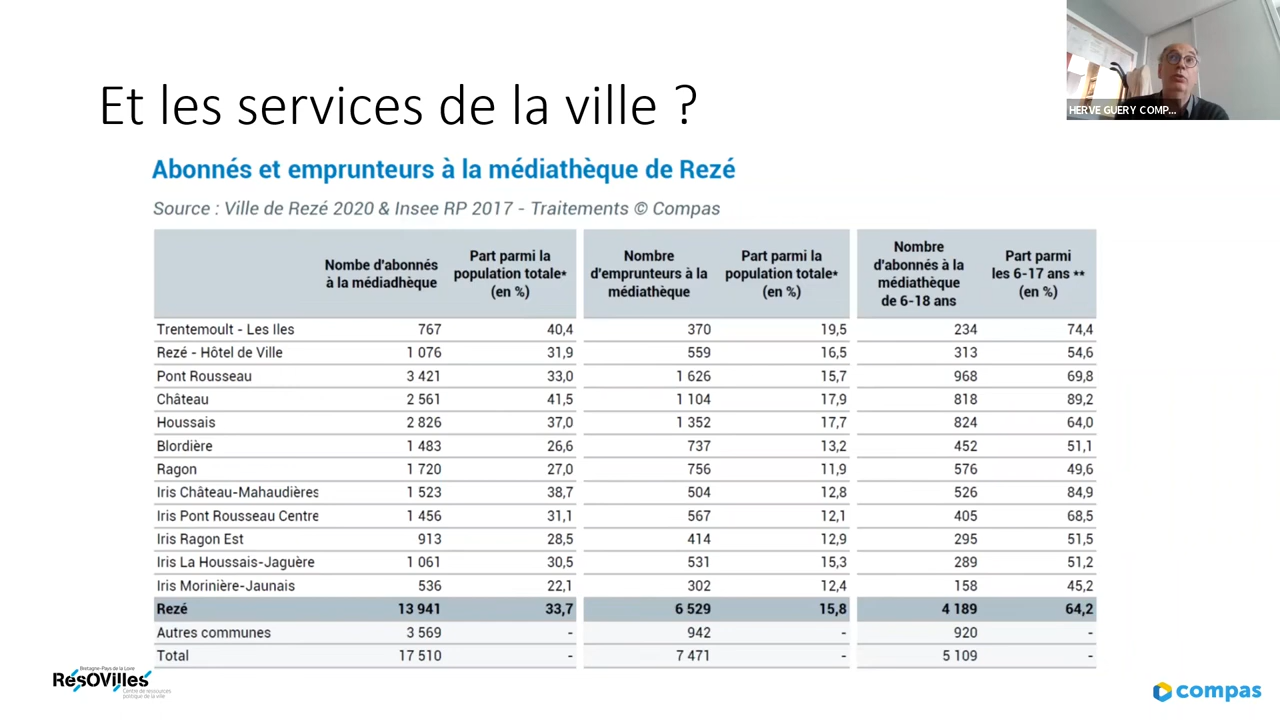 Et les services de la ville ?
HERVE GUERY COMP...
Abonnés et emprunteurs à la médiathèque de Rezé
Source : Ville de Rezé 2020 & Insee RP 2017 - Traitements © Compas
Nombe d'abonnés
à la médiadhèque
Part parmi la
population totale*
(en %)
Nombre
d'emprunteurs à la
médiathèque
Part parmi la
population totale*
(en %)
Nombre
d'abonnés à la
médiathèque
de 6-18 ans
Part parmi
les 6-17 ans **
(en %)
Trentemoult - Les Iles 767 40,4 370 19,5 234 74,4
Rezé - Hôtel de Ville 1 076 31,9 559 16,5 313 54,6
Pont Rousseau 3 421 33,0 1 626 15,7 968 69,8
Château 2 561 41,5 1 104 17,9 818 89,2
Houssais 2 826 37,0 1 352 17,7 824 64,0
Blordière 1 483 26,6 737 13,2 452 51,1
Ragon 1 720 27,0 756 11,9 576 49,6
Iris Château-Mahaudières 1 523 38,7 504 12,8 526 84,9
Iris Pont Rousseau Centre 1 456 31,1 567 12,1 405 68,5
Iris Ragon Est 913 28,5 414 12,9 295 51,5
Iris La Houssais-Jaguère 1 061 30,5 531 15,3 289 51,2
Iris Morinière-Jaunais 536 22,1 302 12,4 158 45,2
Rezé 13 941 33,7 6 529 15,8 4 189 64,2
Autres communes 3 569 - 942 - 920 -
Total 17 510 - 7 471 - 5 109 -
Bretagne-Pays de la Loire
RésOVilles
Centre de ressources
politique de la ville
compas